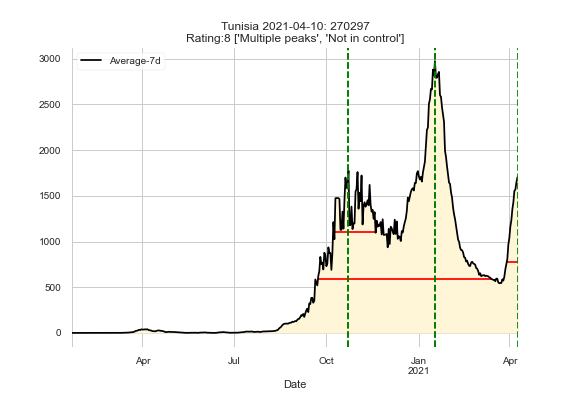 Tunisia 2021-04-10: 270297
Rating:8 ['Multiple peaks', 'Not in control']
Average-7d
3000
2500
2000
1500
1000
500
0
Apr
Jul
Oct
Jan
2021
Apr
Date